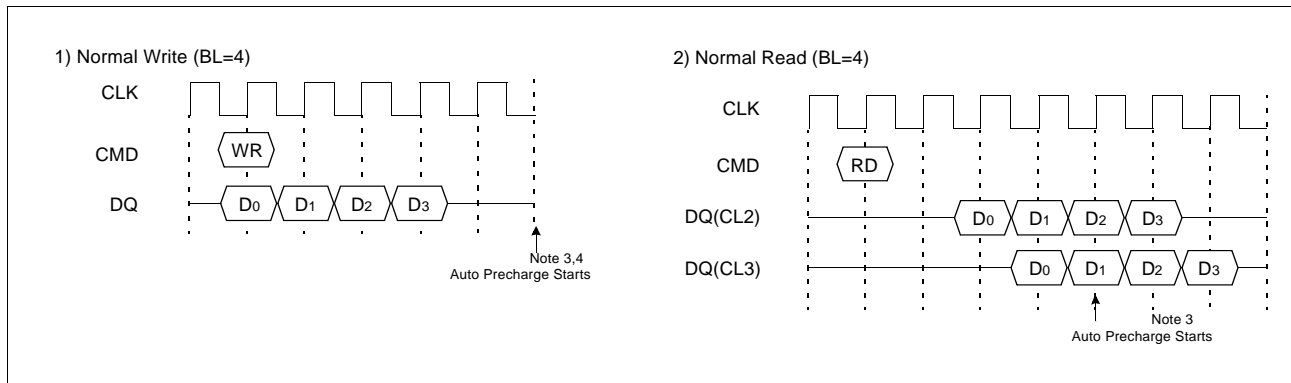 1) Normal Write (BL=4)
CLK
CMD
WR
DQ
D0 D1 D2 D3
Note 3,4
Auto Precharge Starts
2) Normal Read (BL=4)
CLK
CMD
RD
DQ(CL2)
D0 D1 D2 D3
DQ(CL3)
D0 D1 D2 D3
Note 3
Auto Precharge Starts